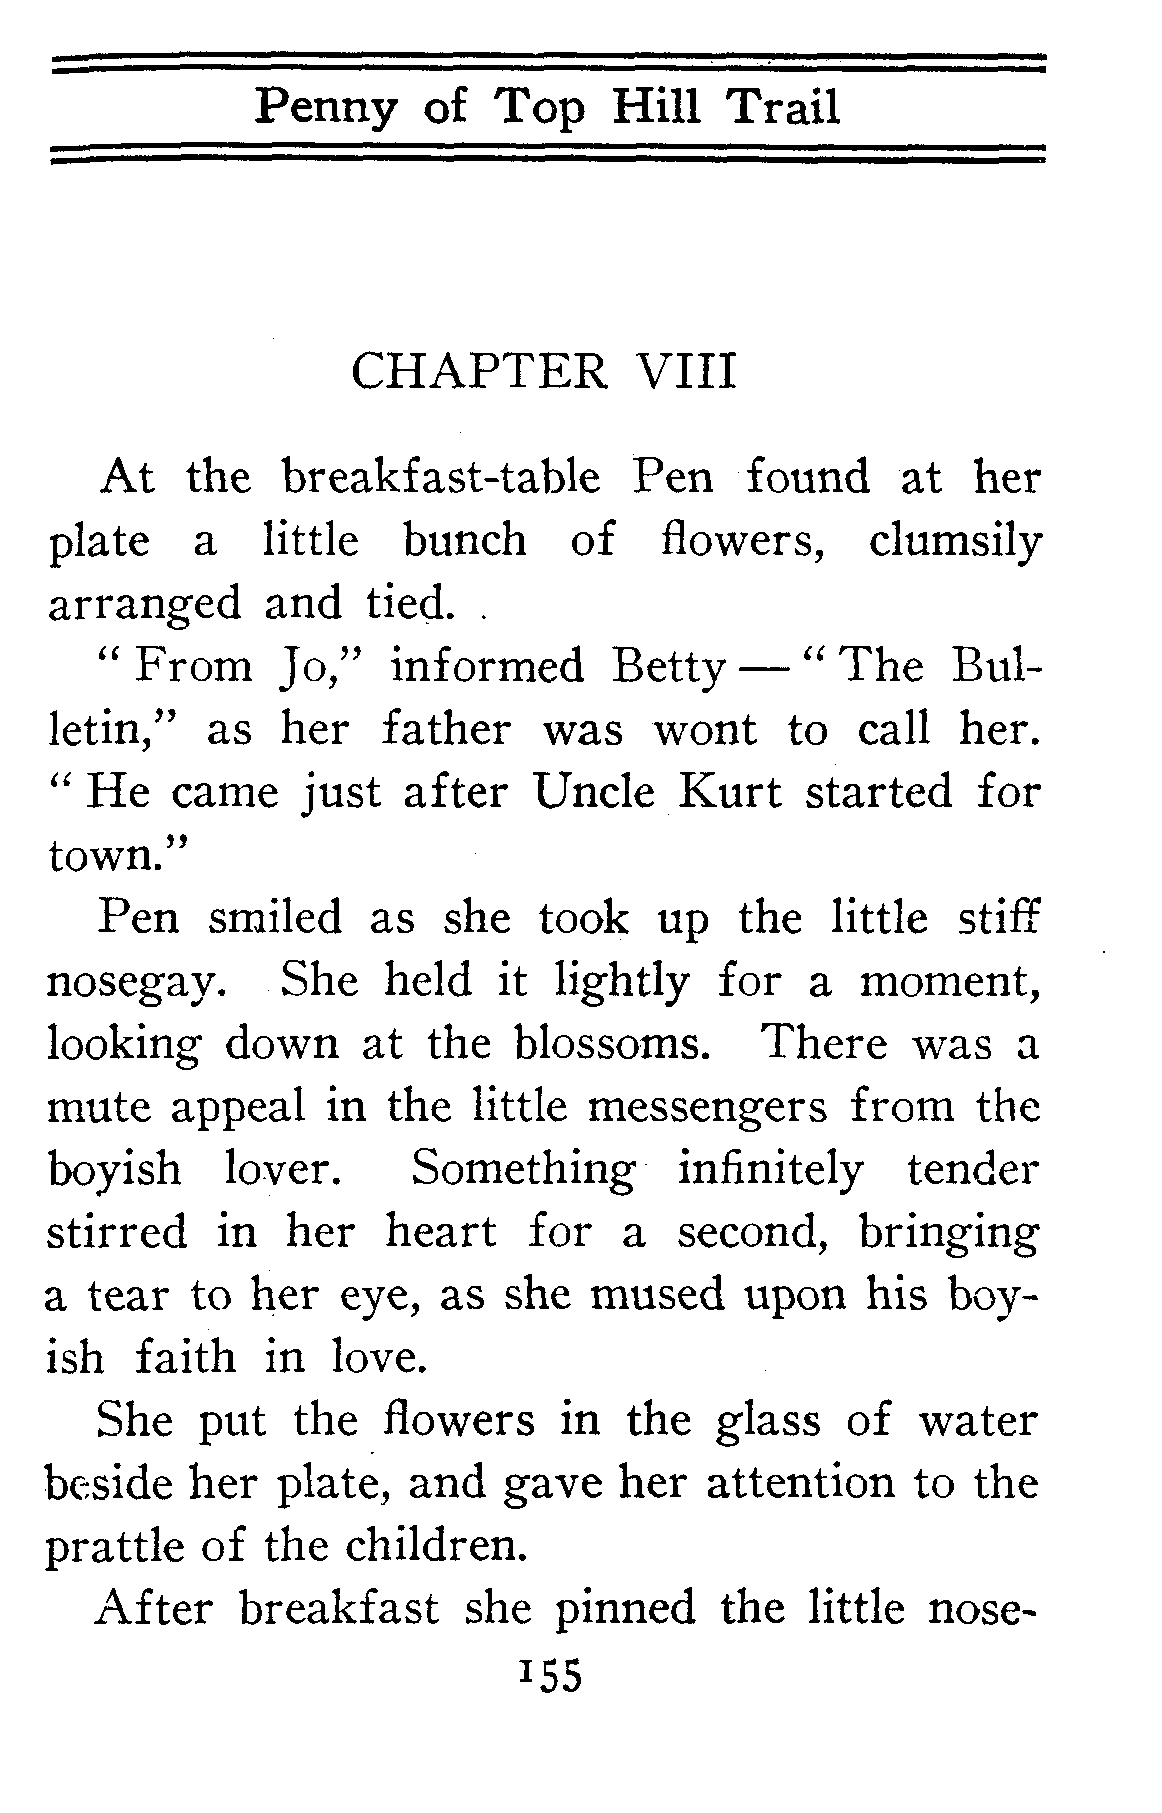 Penny of Top Hill Trail
CHAPTER VIII
At the breakfast-table Pen found at her
plate a little bunch of flowers, clumsily
arranged and tied.
“ From Jo,” informed Betty — “ The Bul-
letin,” as her father was wont to call her.
“ He came just after Uncle Kurt started for
town.”
Pen smiled as she took up the little stiff
nosegay. She held it lightly for a moment,
looking down at the blossoms. There was a
mute appeal in the little messengers from the
boyish lover. Something infinitely tender
stirred in her heart for a second, bringing
a tear to her eye, as she mused upon his boy-
ish faith in love.
She put the flowers in the glass of water
beside her plate, and gave her attention to the
prattle of the children.
After breakfast she pinned the little nose-
155